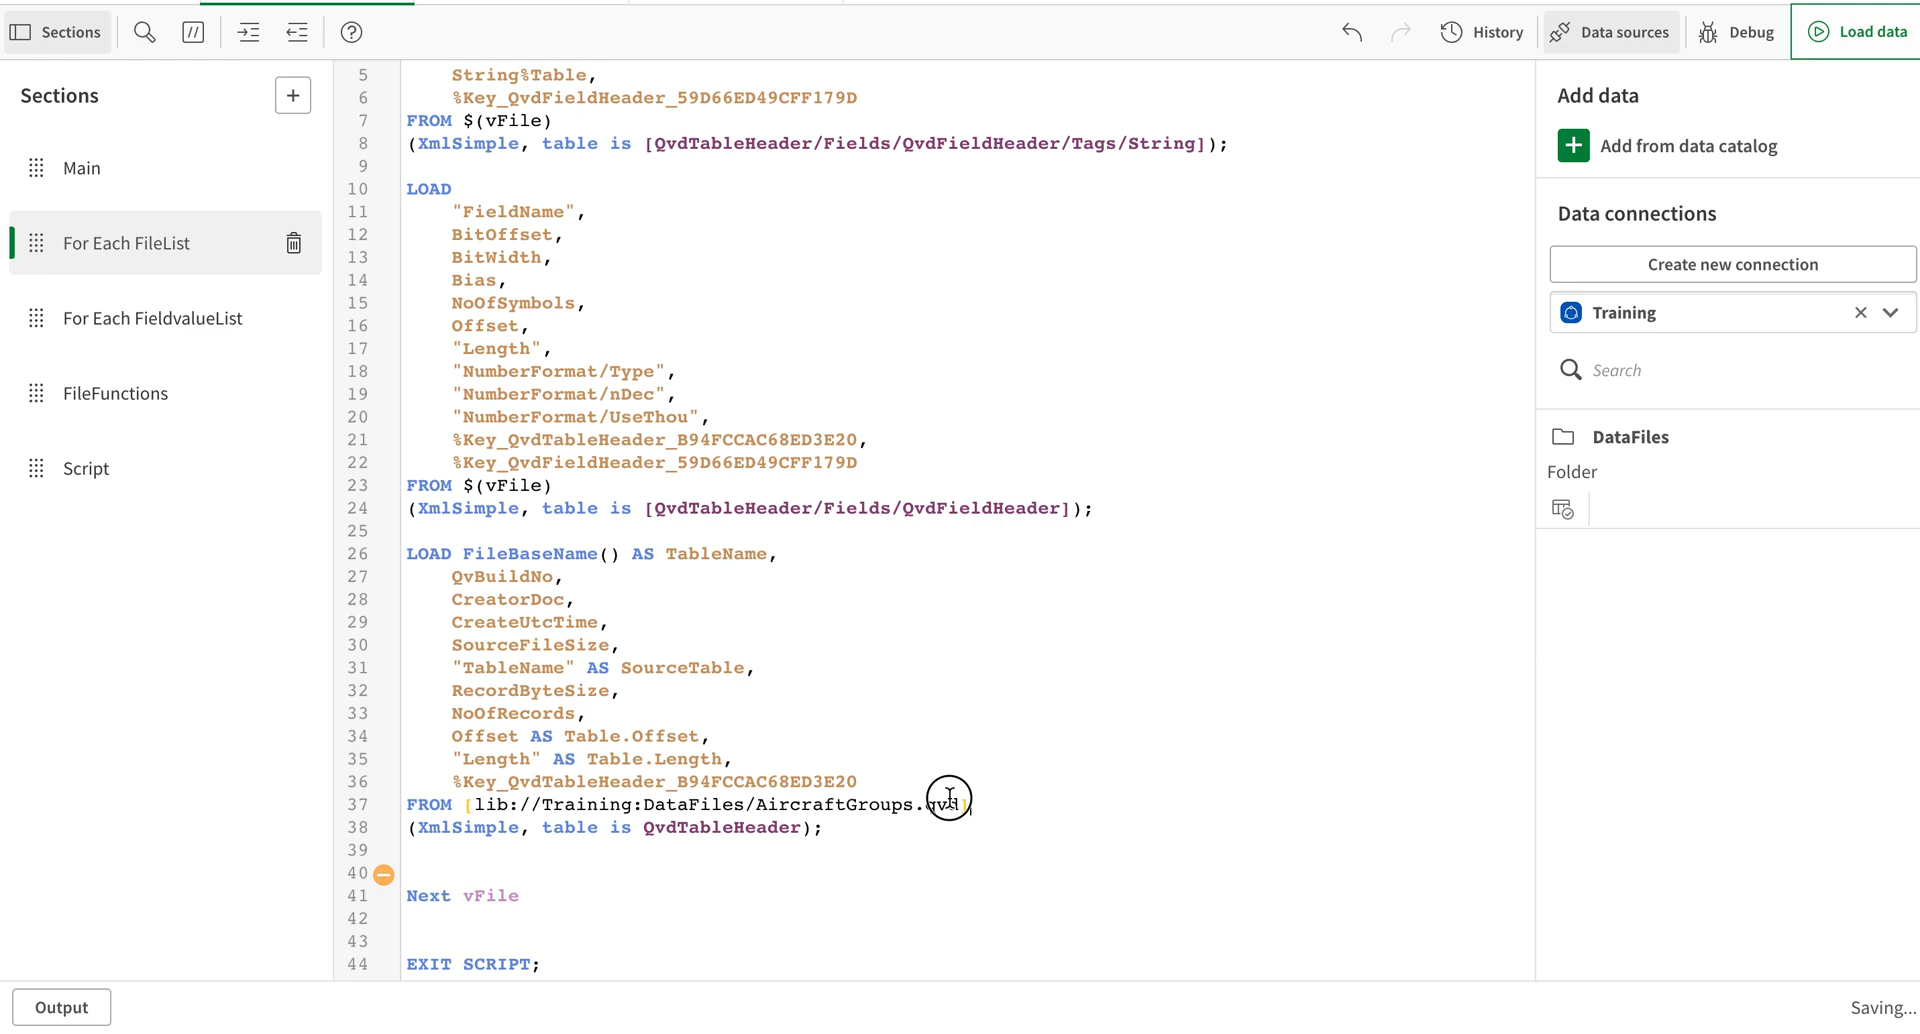 Sections
//
?
History
Data sources
Debug
Load data
Sections
+
Main
For Each FileList
For Each FieldvalueList
FileFunctions
Script
5 String%Table,
6 %Key_QvdFieldHeader_59D66ED49CFF179D
7 FROM $(vFile)
8 (XmlSimple, table is [QvdTableHeader/Fields/QvdFieldHeader/Tags/String]);
9
10 LOAD
11 "FieldName",
12 BitOffset,
13 BitWidth,
14 Bias,
15 NoOfSymbols,
16 Offset,
17 "Length",
18 "NumberFormat/Type",
19 "NumberFormat/nDec",
20 "NumberFormat/UseThou",
21 %Key_QvdTableHeader_B94FCCAC68ED3E20,
22 %Key_QvdFieldHeader_59D66ED49CFF179D
23 FROM $(vFile)
24 (XmlSimple, table is [QvdTableHeader/Fields/QvdFieldHeader]);
25
26 LOAD FileBaseName() AS TableName,
27 QvBuildNo,
28 CreatorDoc,
29 CreateUtcTime,
30 SourceFileSize,
31 "TableName" AS SourceTable,
32 RecordByteSize,
33 NoOfRecords,
34 Offset AS Table.Offset,
35 "Length" AS Table.Length,
36 %Key_QvdTableHeader_B94FCCAC68ED3E20
37 FROM [lib://Training:DataFiles/AircraftGroups.qvd]
38 (XmlSimple, table is QvdTableHeader);
39
40
41 Next vFile
42
43
44 EXIT SCRIPT;
Add data
Add from data catalog
Data connections
Create new connection
Training
Search
DataFiles
Folder
Output
Saving...